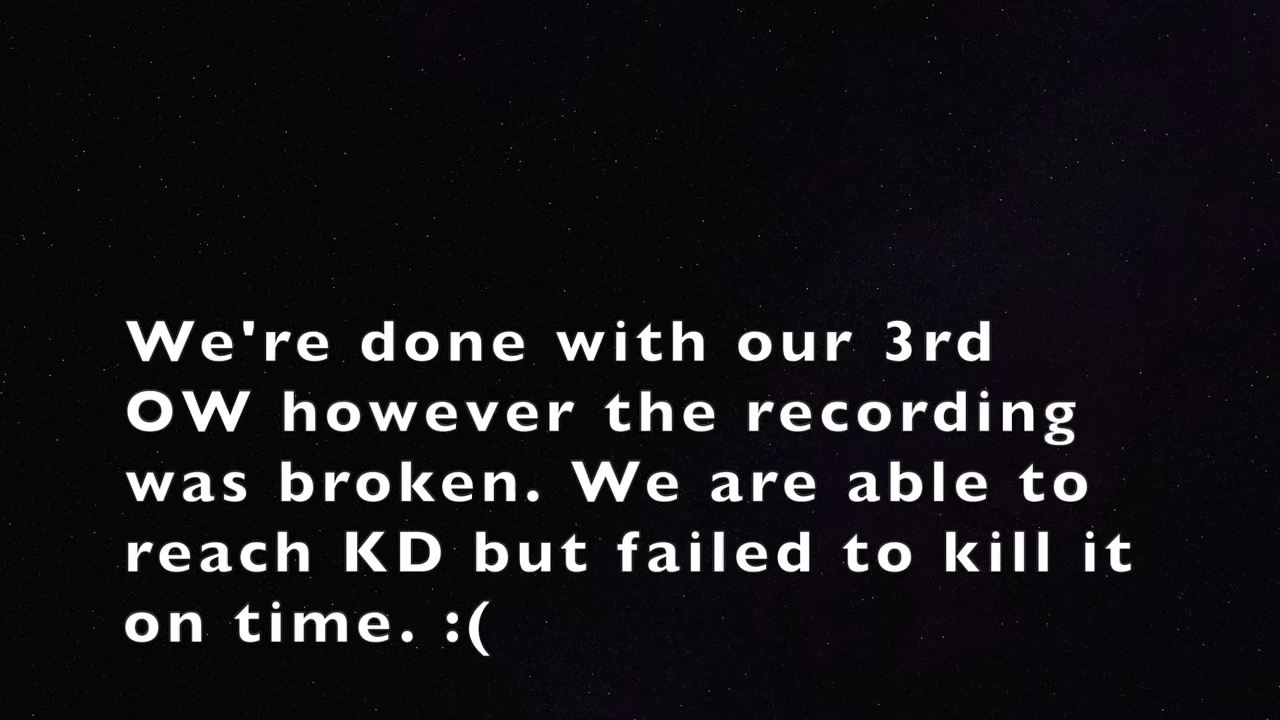 We're done with our 3rd
OW however the recording
was broken. We are able to
reach KD but failed to kill it
on time. :(